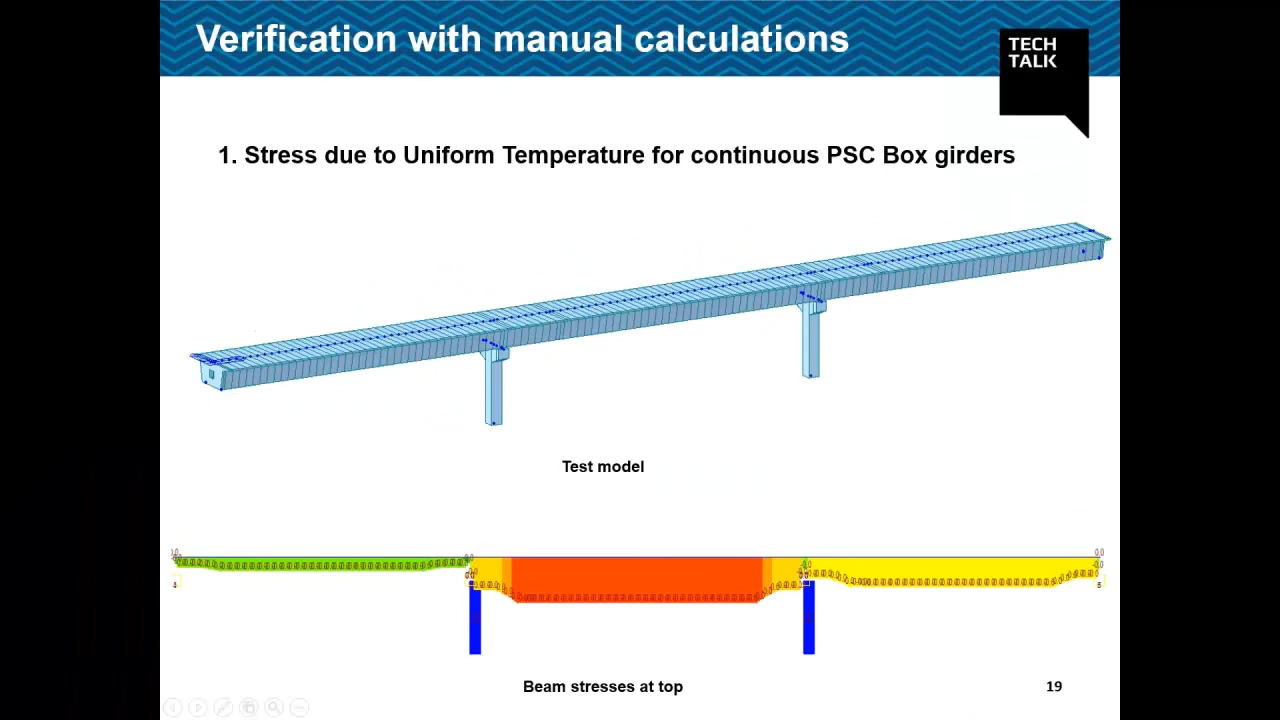 Verification with manual calculations
TECH
TALK
1. Stress due to Uniform Temperature for continuous PSC Box girders
Test model
Beam stresses at top
19